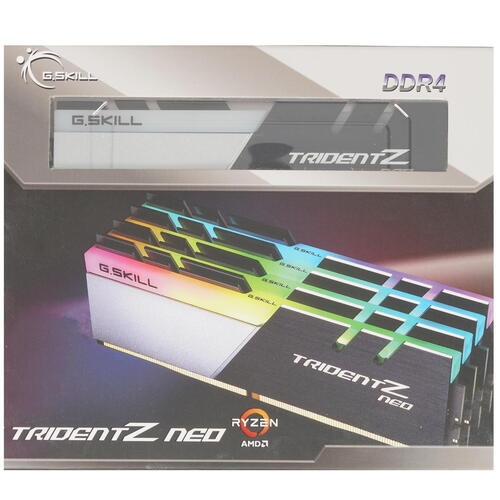 G.SKILL
DDR4
G.SKILL
TRIDENTZ
G.SKILL
G.SKILL
G.SKILL
G.SKILL
TRIDENTZ
NEO
TRIDENTZ NEO
RYZEN
AMD